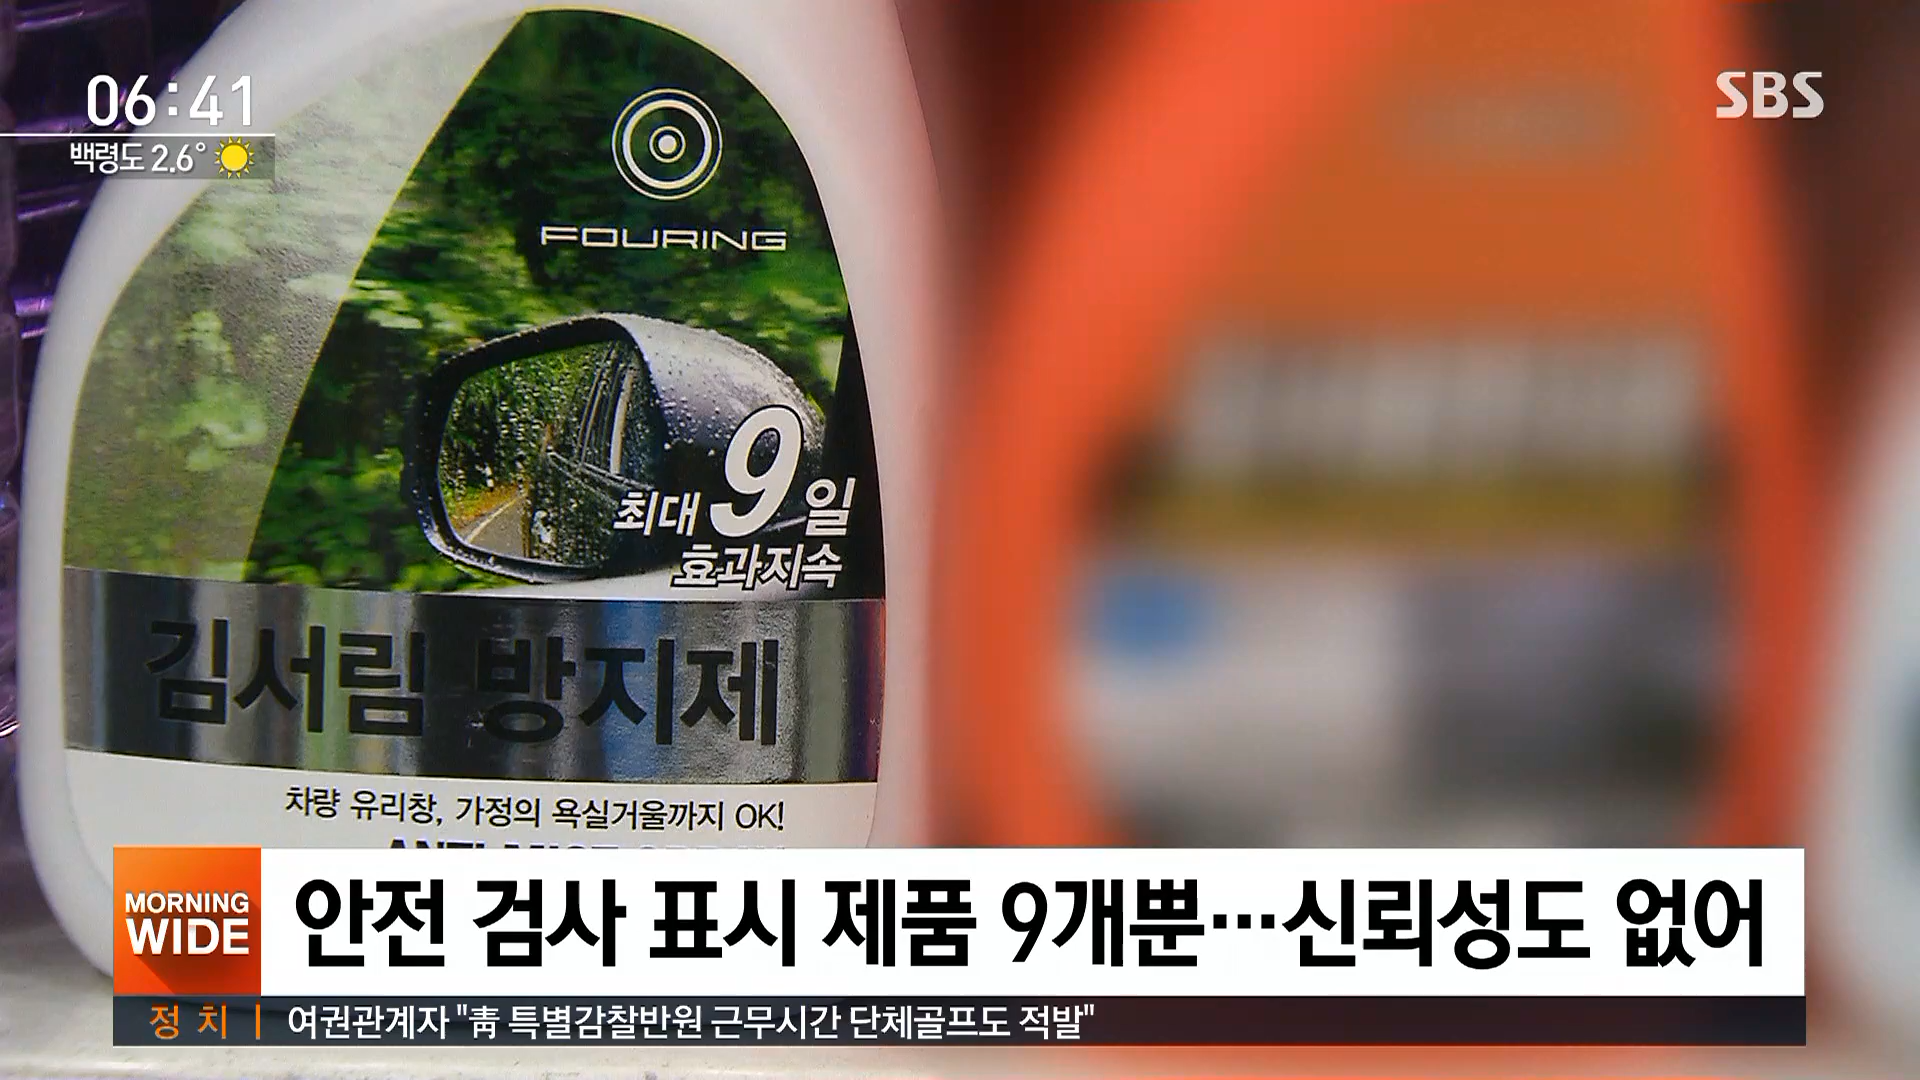 06:41
백령도 2.6°
SBS
FOURING
최대 9일
효과지속
김서림 방지제
차량 유리창, 가정의 욕실거울까지 OK!
MORNING
WIDE
안전 검사 표시 제품 9개뿐…신뢰성도 없어
정치 | 여권관계자 "靑 특별감찰반원 근무시간 단체골프도 적발"